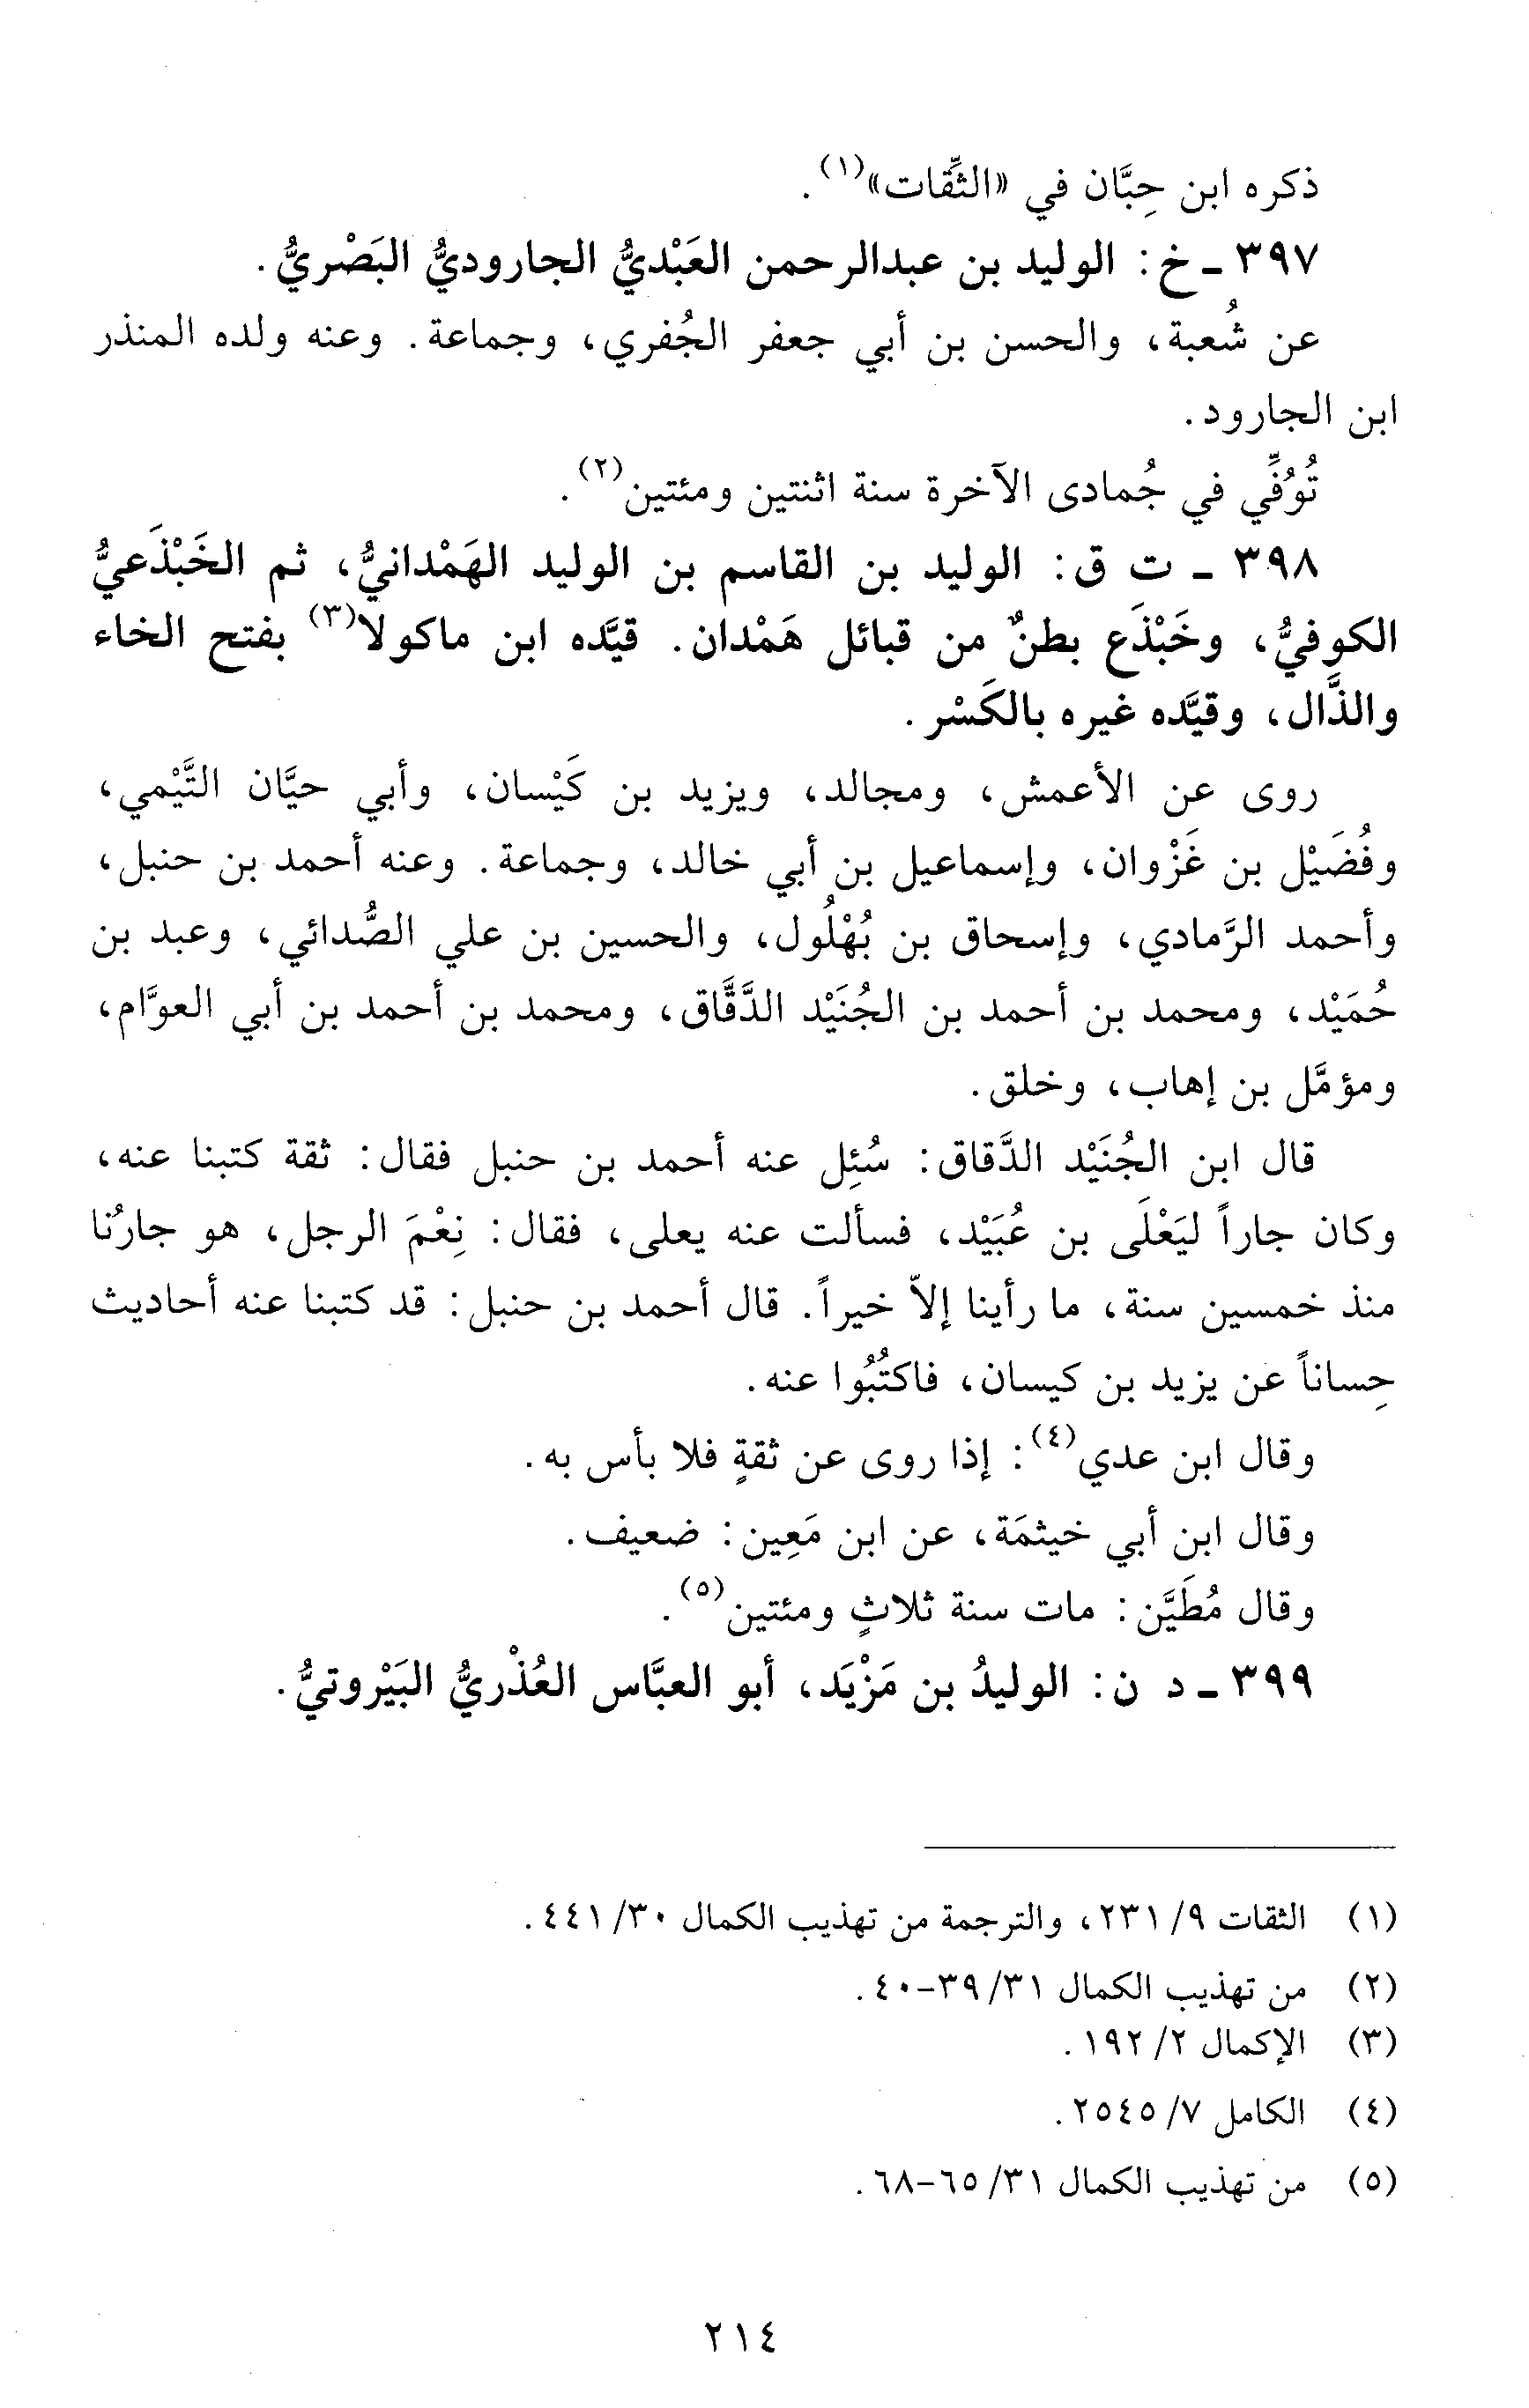 ذكره ابن حِبَّان في «الثِّقات»(١).
٣٩٧ ـ خ: الوليد بن عبدالرحمن العَبْديُّ الجاروديُّ البَصْريُّ.
عن شُعبة، والحسن بن أبي جعفر الجُفري، وجماعة. وعنه ولده المنذر
ابن الجارود.
تُوُفِّي في جُمادى الآخرة سنة اثنتين ومئتين(٢).
٣٩٨ ـ ت ق: الوليد بن القاسم بن الوليد الهَمْدانيُّ، ثم الخَبْذَعيُّ
الكوفيُّ، وخَبْذَع بطنٌ من قبائل هَمْدان. قيَّده ابن ماكولا(٣) بفتح الخاء
والذَّال، وقيَّده غيره بالكَسْر.
روى عن الأعمش، ومجالد، ويزيد بن كَيْسان، وأبي حيَّان التَّيْمي،
وفُضَيْل بن غَزْوان، وإسماعيل بن أبي خالد، وجماعة. وعنه أحمد بن حنبل،
وأحمد الرَّمادي، وإسحاق بن بُهْلُول، والحسين بن علي الصُّدائي، وعبد بن
حُمَيْد، ومحمد بن أحمد بن الجُنَيْد الدَّقَّاق، ومحمد بن أحمد بن أبي العوَّام،
ومؤمَّل بن إهاب، وخلق.
قال ابن الجُنَيْد الدَّقاق: سُئِل عنه أحمد بن حنبل فقال: ثقة كتبنا عنه،
وكان جاراً ليَعْلَى بن عُبَيْد، فسألت عنه يعلى، فقال: نِعْمَ الرجل، هو جارُنا
منذ خمسين سنة، ما رأينا إلاّ خيراً. قال أحمد بن حنبل: قد كتبنا عنه أحاديث
حِساناً عن يزيد بن كيسان، فاكتُبُوا عنه.
وقال ابن عدي(٤): إذا روى عن ثقةٍ فلا بأس به.
وقال ابن أبي خيثمَة، عن ابن مَعِين: ضعيف.
وقال مُطَيَّن: مات سنة ثلاثٍ ومئتين(٥).
٣٩٩ ـ د ن: الوليدُ بن مَزْيَد، أبو العبَّاس العُذْريُّ البَيْروتيُّ.
(١) الثقات ٩/ ٢٣١، والترجمة من تهذيب الكمال ٣٠/ ٤٤١.
(٢) من تهذيب الكمال ٣١/ ٣٩-٤٠.
(٣) الإكمال ٢/ ١٩٢.
(٤) الكامل ٧/ ٢٥٤٥.
(٥) من تهذيب الكمال ٣١/ ٦٥-٦٨.
٢١٤